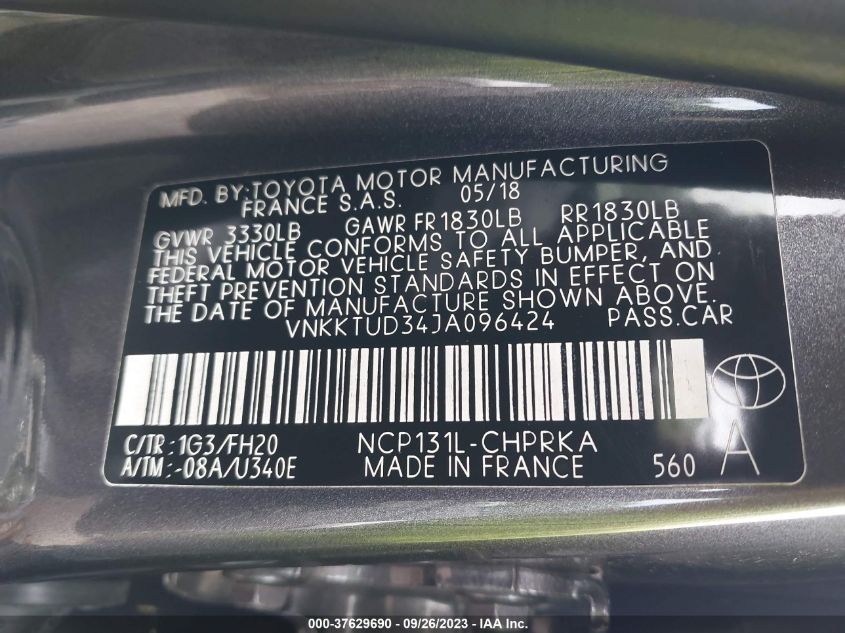 MFD. BY:TOYOTA MOTOR MANUFACTURING
FRANCE S.A.S. 05/18
GVWR 3330LB GAWR FR1830LB RR1830LB
THIS VEHICLE CONFORMS TO ALL APPLICABLE
FEDERAL MOTOR VEHICLE SAFETY BUMPER, AND
THEFT PREVENTION STANDARDS IN EFFECT ON
THE DATE OF MANUFACTURE SHOWN ABOVE.
VNKKTUD34JA096424 PASS.CAR
C/TR: 1G3/FH20 NCP131L-CHPRKA A
A/TM: -08A/U340E MADE IN FRANCE 560
000-37629690 - 09/26/2023 - IAA Inc.